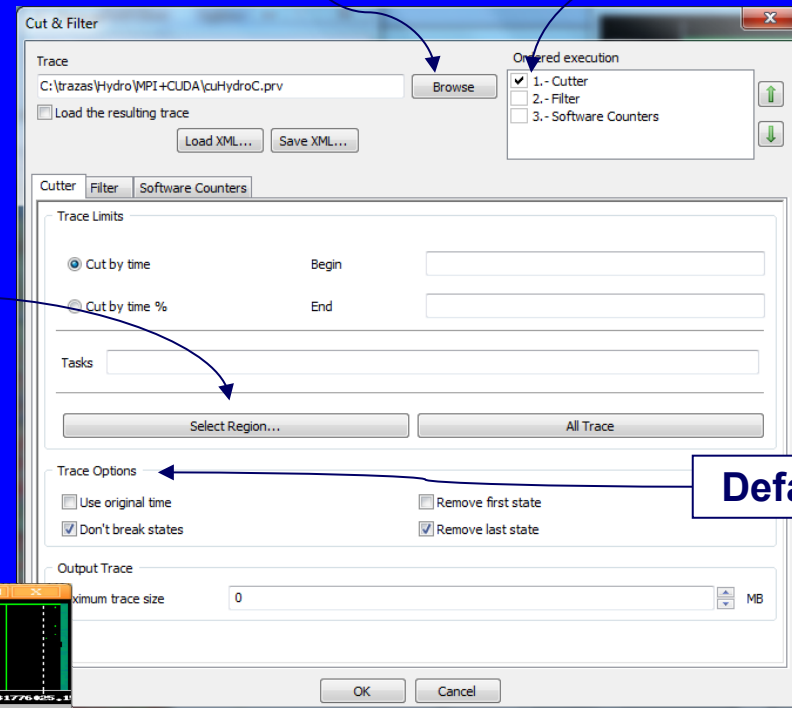 Cut & Filter
Trace
C:\trazas\Hydro\MPI+CUDA\cuHydroC.prv
Browse
Load the resulting trace
Load XML...
Save XML...
Ordered execution
1.- Cutter
2.- Filter
3.- Software Counters
Cutter
Filter
Software Counters
Trace Limits
Cut by time
Begin
Cut by time %
End
Tasks
Select Region...
All Trace
Trace Options
Use original time
Remove first state
Don't break states
Remove last state
Defa
Output Trace
ximum trace size
0
MB
OK
Cancel